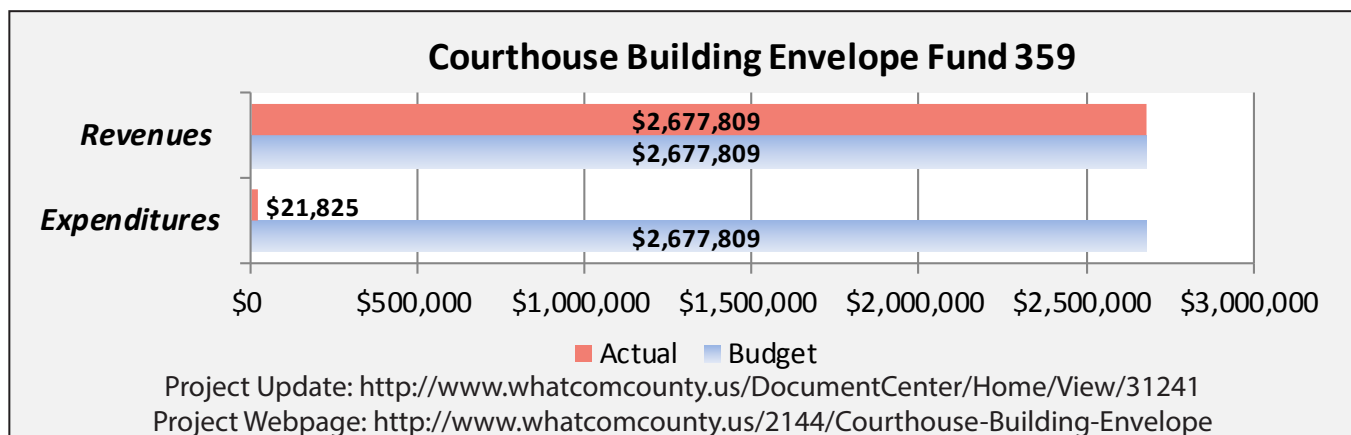 Courthouse Building Envelope Fund 359
Revenues
$2,677,809
$2,677,809
Expenditures
$21,825
$2,677,809
$0 $500,000 $1,000,000 $1,500,000 $2,000,000 $2,500,000 $3,000,000
Actual Budget
Project Update: http://www.whatcomcounty.us/DocumentCenter/Home/View/31241
Project Webpage: http://www.whatcomcounty.us/2144/Courthouse-Building-Envelope